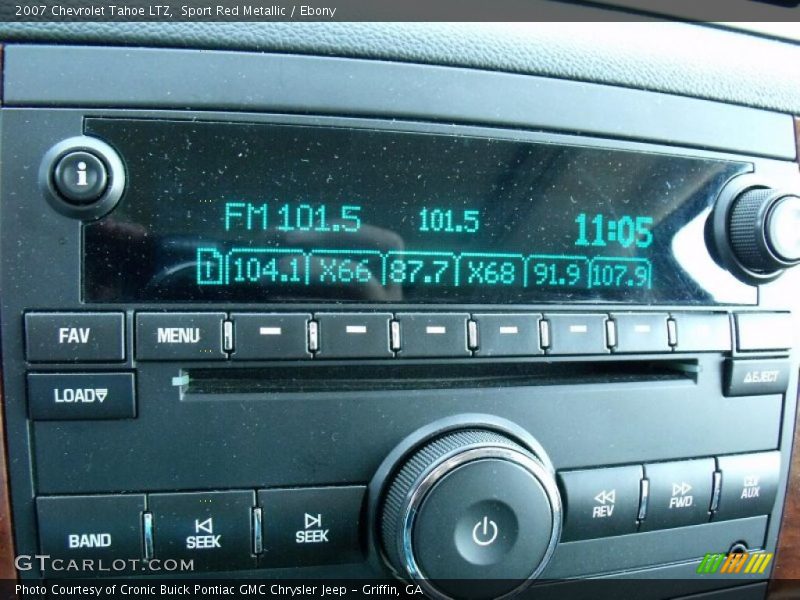 2007 Chevrolet Tahoe LTZ, Sport Red Metallic / Ebony
i
FM 101.5 101.5 11:05
1 104.1 X66 87.7 X68 91.9 107.9
FAV MENU
LOAD EJECT
BAND SEEK SEEK REV FWD CD/ AUX
GTCarLot.com
Photo Courtesy of Cronic Buick Pontiac GMC Chrysler Jeep - Griffin, GA